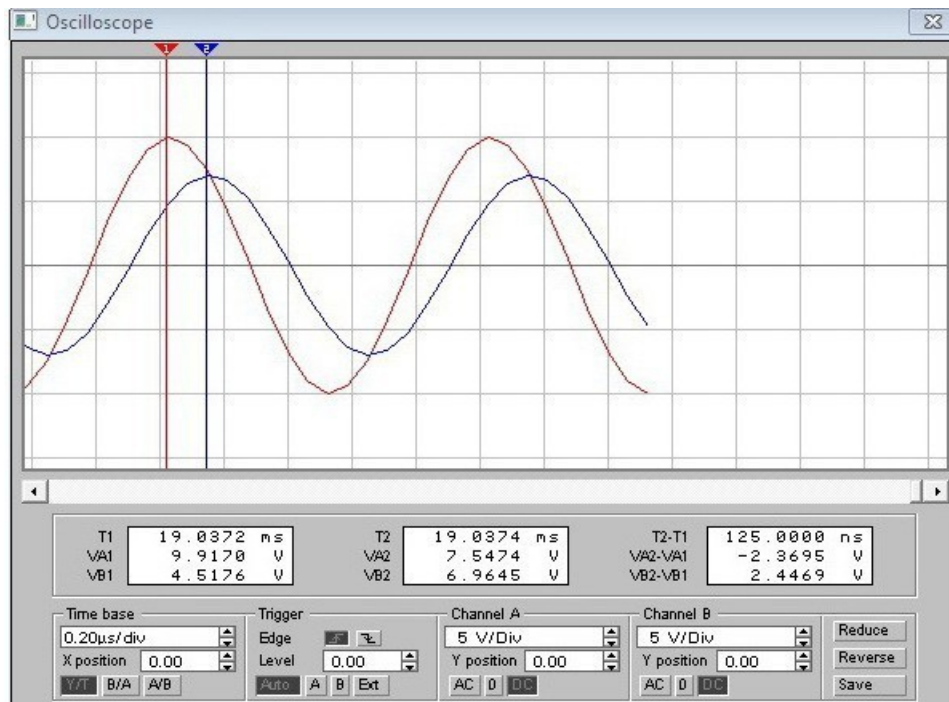 Oscilloscope
1 2
T1 19.0372 ms T2 19.0374 ms T2-T1 125.0000 ns
VA1 9.9170 V VA2 7.5474 V VA2-VA1 -2.3695 V
VB1 4.5176 V VB2 6.9645 V VB2-VB1 2.4469 V
Time base Trigger Channel A Channel B
0.20µs/div Edge 5 V/Div 5 V/Div Reduce
X position 0.00 Level 0.00 Y position 0.00 Y position 0.00 Reverse
Y/T B/A A/B Auto A B Ext AC 0 DC AC 0 DC Save